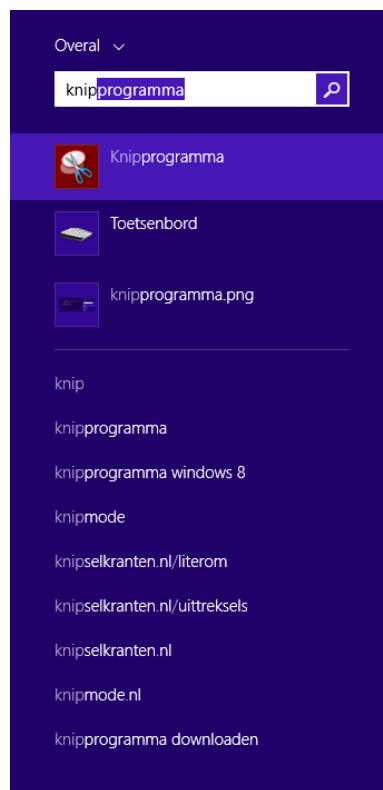 Overal
knipprogramma
Knipprogramma
Toetsenbord
knipprogramma.png
knip
knipprogramma
knipprogramma windows 8
knipmode
knipselkranten.nl/literom
knipselkranten.nl/uittreksels
knipselkranten.nl
knipmode.nl
knipprogramma downloaden